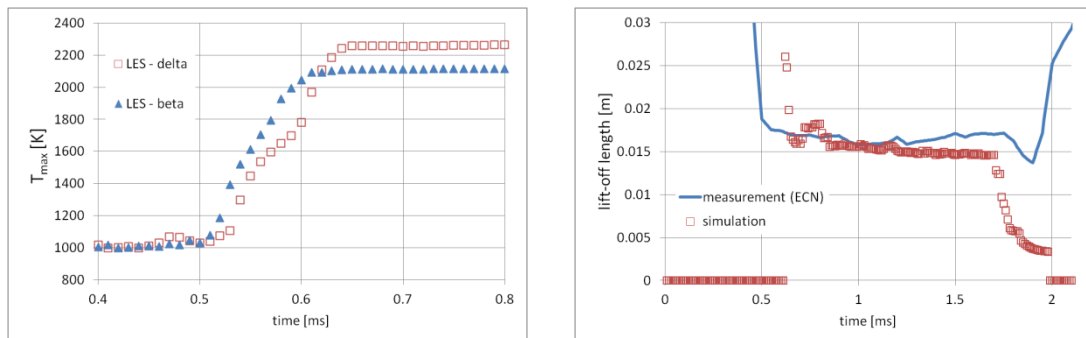 2400
2200
2000
1800
1600
1400
1200
1000
800
T max [K]
LES - delta
LES - beta
0.4 0.5 0.6 0.7 0.8
time [ms]
0.03
0.025
0.02
0.015
0.01
0.005
0
lift-off length [m]
measurement (ECN)
simulation
0 0.5 1 1.5 2
time [ms]